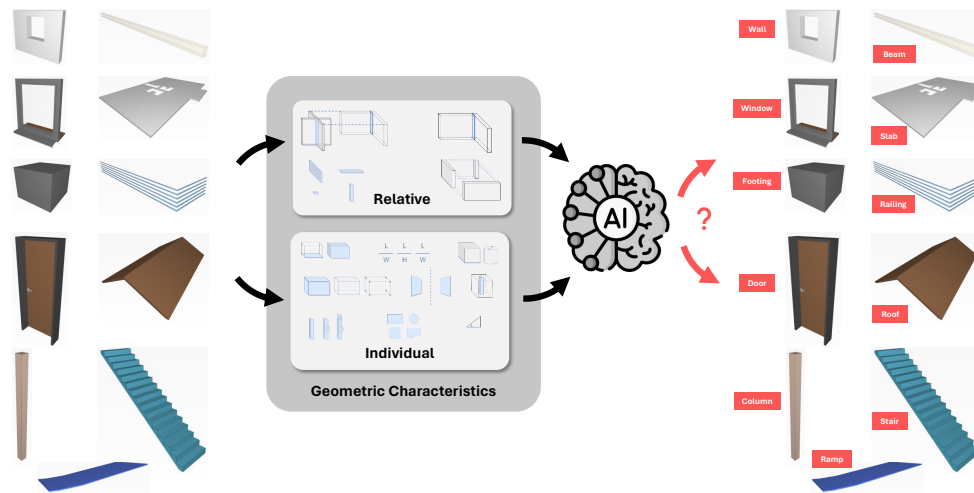 Wall
Beam
Window
Slab
Relative
Footing
Railing
AI
?
L L L
W H W
Door
Roof
Individual
Geometric Characteristics
Column
Stair
Ramp